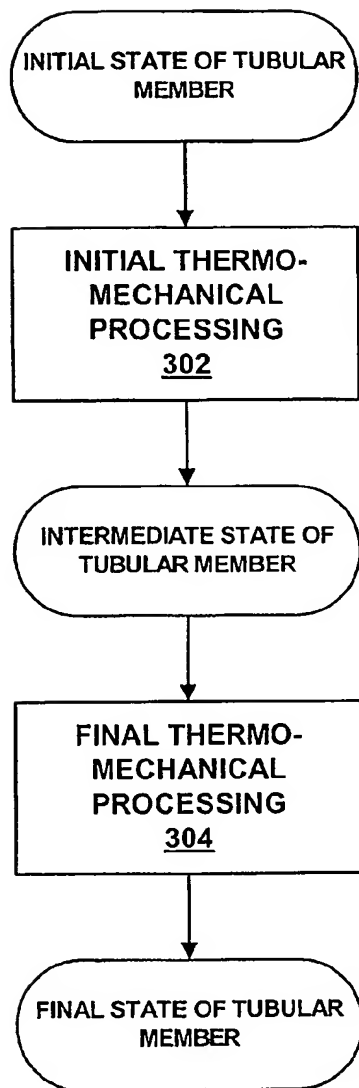 INITIAL STATE OF TUBULAR
MEMBER
INITIAL THERMO-
MECHANICAL
PROCESSING
302
INTERMEDIATE STATE OF
TUBULAR MEMBER
FINAL THERMO-
MECHANICAL
PROCESSING
304
FINAL STATE OF TUBULAR
MEMBER